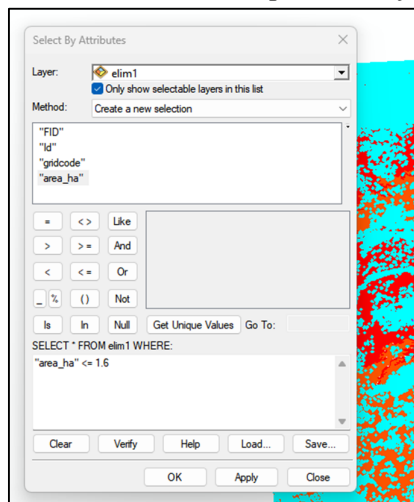 Select By Attributes
Layer: elim1
Only show selectable layers in this list
Method: Create a new selection
"FID"
"Id"
"gridcode"
"area_ha"
= <> Like
> >= And
< <= Or
_ % () Not
Is In Null Get Unique Values Go To:
SELECT * FROM elim1 WHERE:
"area_ha" <= 1.6
Clear Verify Help Load... Save...
OK Apply Close